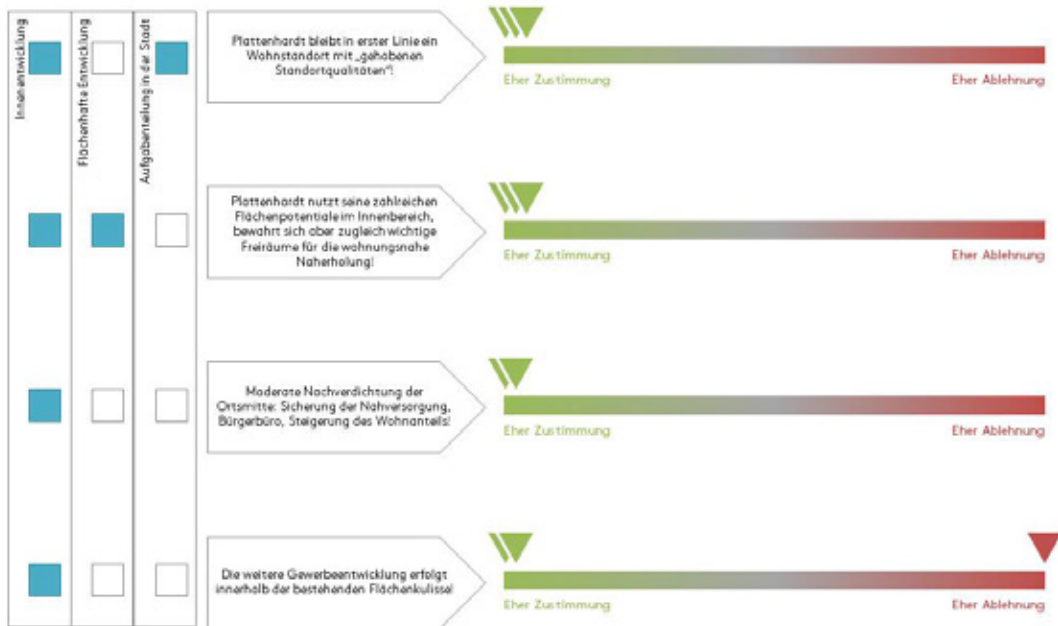 Innenentwicklung
Flächenhafte Entwicklung
Aufgabenteilung in der Stadt
Plattenhardt bleibt in erster Linie ein
Wohnstandort mit „gehobenen
Standortqualitäten“!
Eher Zustimmung
Eher Ablehnung
Plattenhardt nutzt seine zahlreichen
Flächenpotentiale im Innenbereich,
bewahrt sich aber zugleich wichtige
Freiräume für die wohnungsnahe
Naherholung!
Eher Zustimmung
Eher Ablehnung
Moderate Nachverdichtung der
Ortsmitte: Sicherung der Nahversorgung,
Bürgerbüro, Steigerung des Wohnanteils!
Eher Zustimmung
Eher Ablehnung
Die weitere Gewerbeentwicklung erfolgt
innerhalb der bestehenden Flächenkulisse!
Eher Zustimmung
Eher Ablehnung